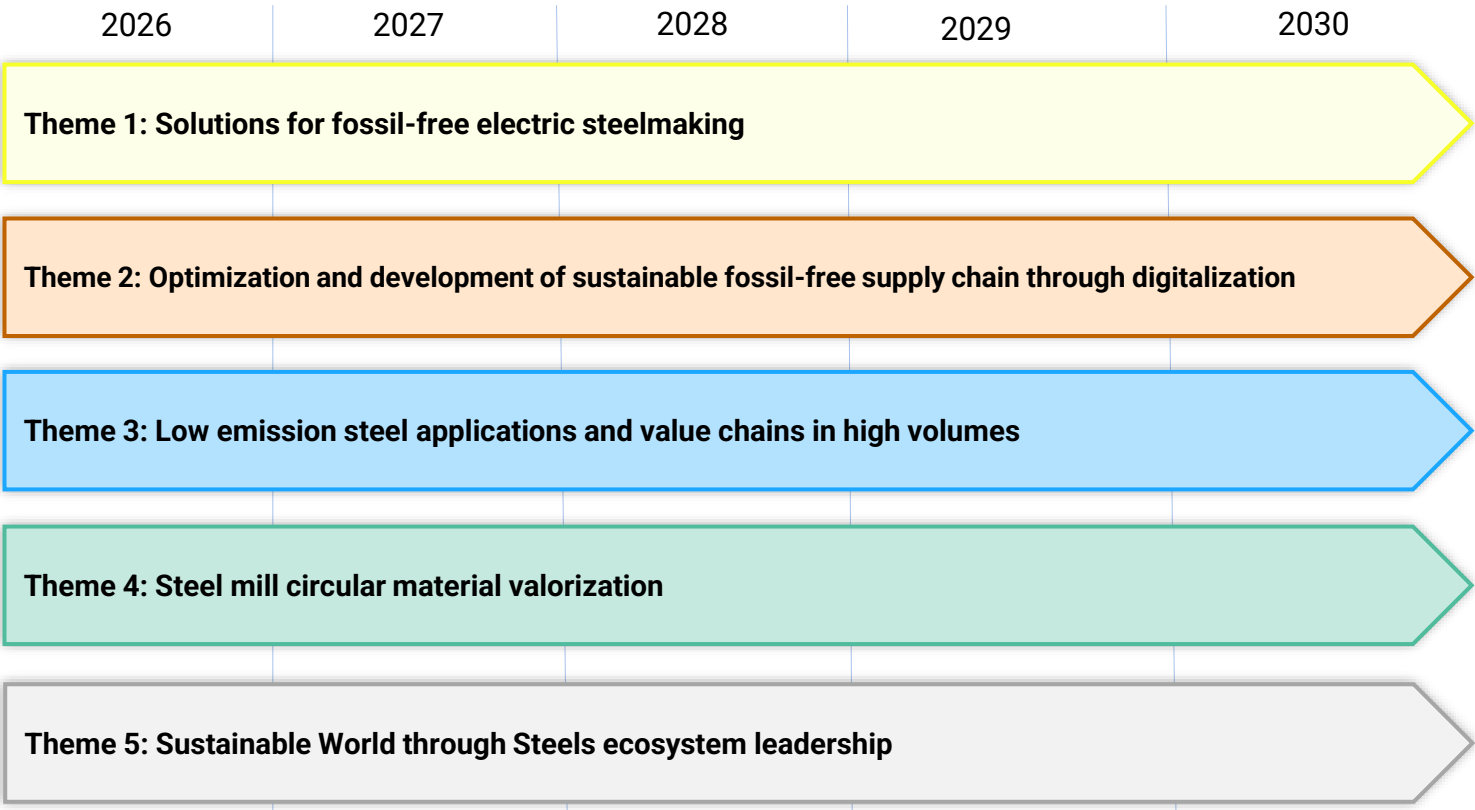 2026 2027 2028 2029 2030
Theme 1: Solutions for fossil-free electric steelmaking
Theme 2: Optimization and development of sustainable fossil-free supply chain through digitalization
Theme 3: Low emission steel applications and value chains in high volumes
Theme 4: Steel mill circular material valorization
Theme 5: Sustainable World through Steels ecosystem leadership